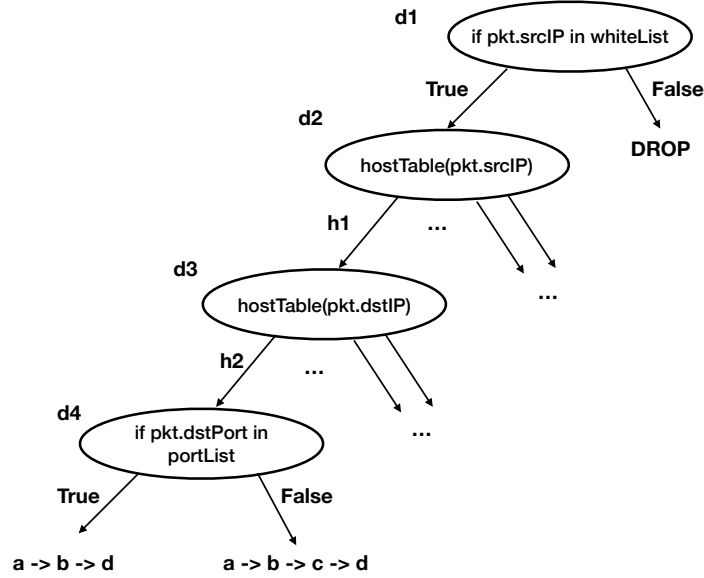 d1
if pkt.srcIP in whiteList
True
False
d2
DROP
hostTable(pkt.srcIP)
h1
...
...
d3
hostTable(pkt.dstIP)
h2
...
...
d4
if pkt.dstPort in
portList
True
False
a -> b -> d
a -> b -> c -> d